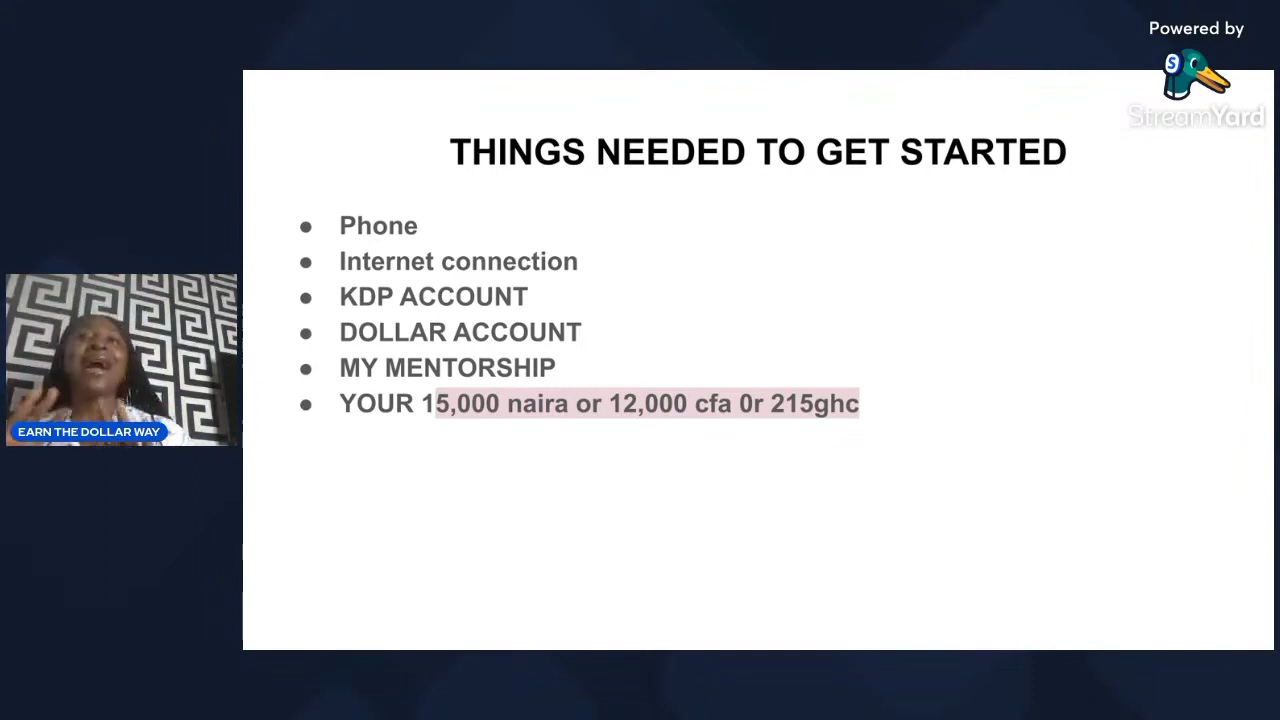 Powered by
StreamYard
THINGS NEEDED TO GET STARTED
● Phone
● Internet connection
● KDP ACCOUNT
● DOLLAR ACCOUNT
● MY MENTORSHIP
● YOUR 15,000 naira or 12,000 cfa 0r 215ghc
EARN THE DOLLAR WAY